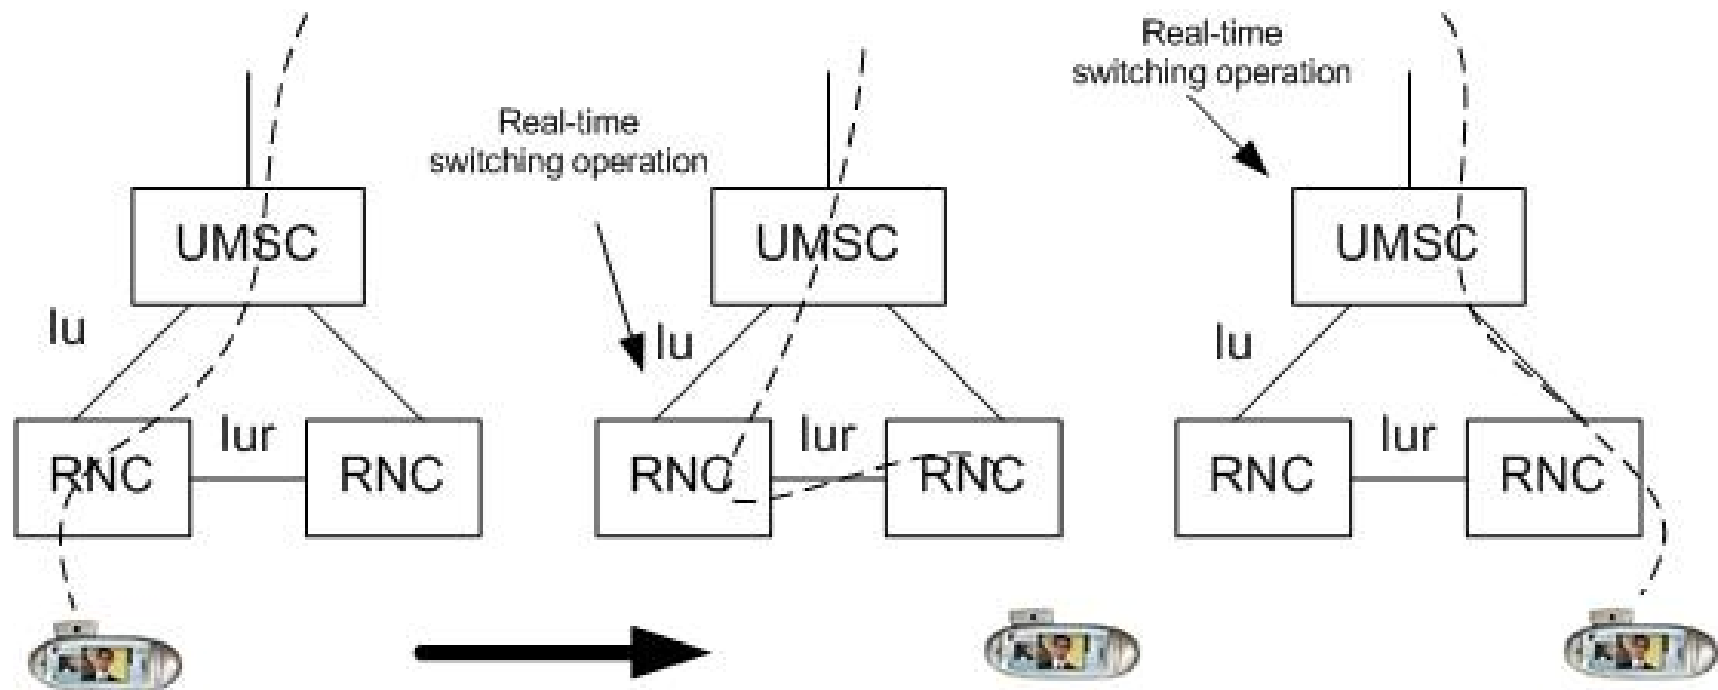 Real-time
switching operation
Real-time
switching operation
UMSC
UMSC
UMSC
Iu
Iu
Iu
Iur
Iur
Iur
RNC
RNC
RNC
RNC
RNC
RNC